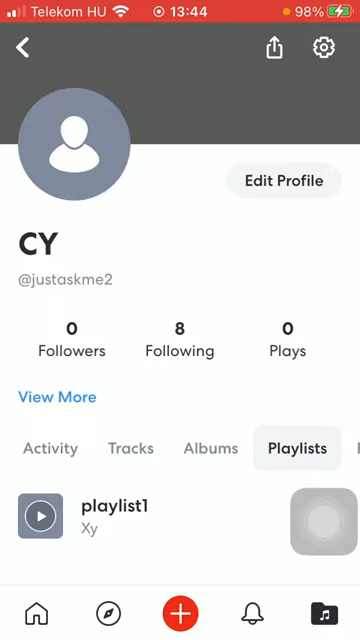 Telekom HU 13:44 98%
Edit Profile
CY
@justaskme2
0 8 0
Followers Following Plays
View More
Activity Tracks Albums Playlists
playlist1
Xy